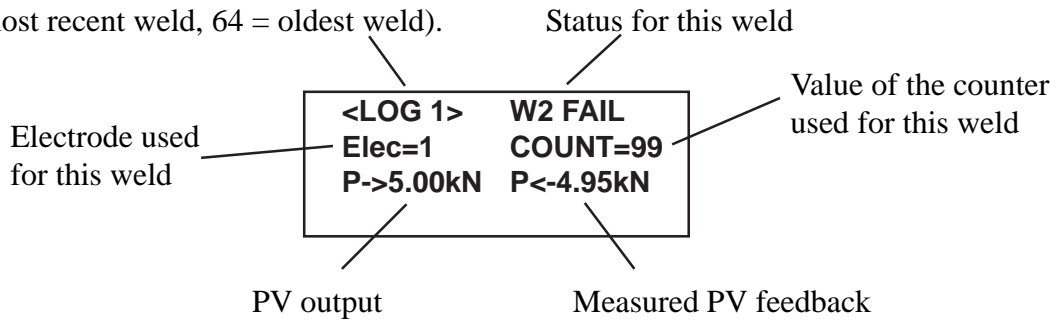 ost recent weld, 64 = oldest weld).
Status for this weld
Value of the counter
used for this weld
Electrode used
for this weld
<LOG 1> W2 FAIL
Elec=1 COUNT=99
P->5.00kN P<-4.95kN
PV output
Measured PV feedback